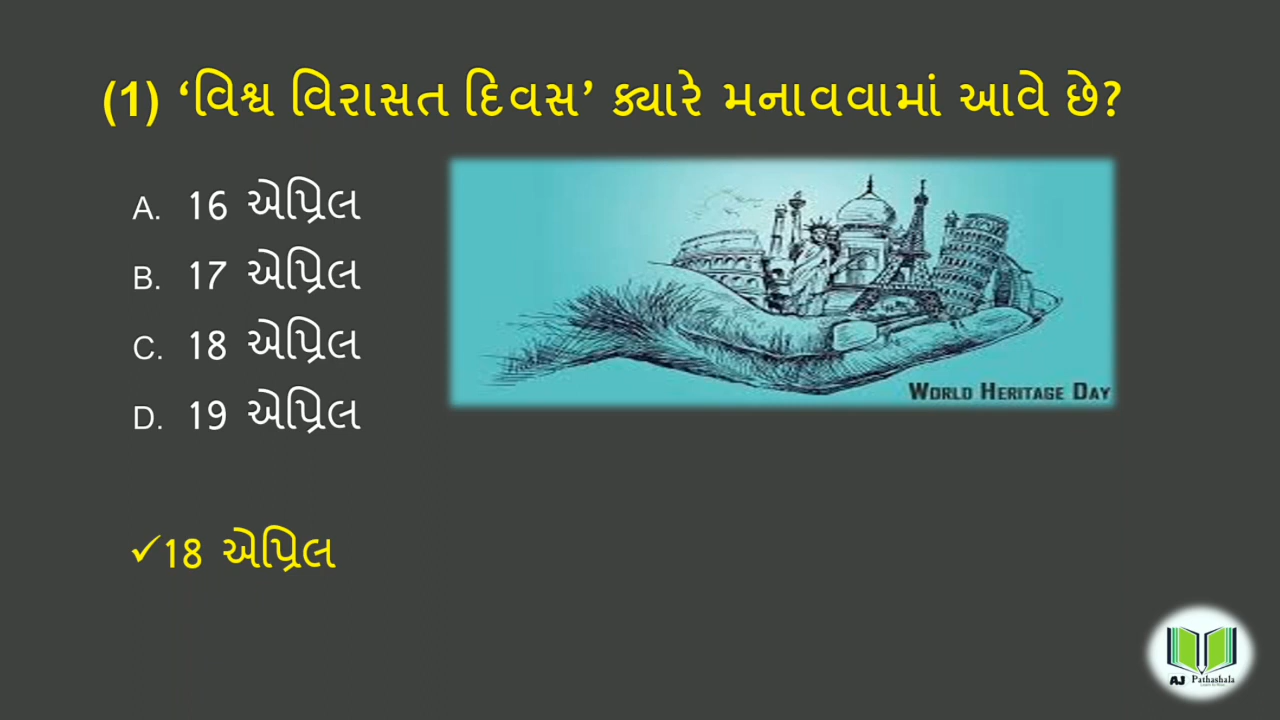 (1) ‘વિશ્વ વિરાસત દિવસ’ ક્યારે મનાવવામાં આવે છે?
A. 16 એપ્રિલ
B. 17 એપ્રિલ
C. 18 એપ્રિલ
D. 19 એપ્રિલ
WORLD HERITAGE DAY
✓18 એપ્રિલ
AJ Pathashala